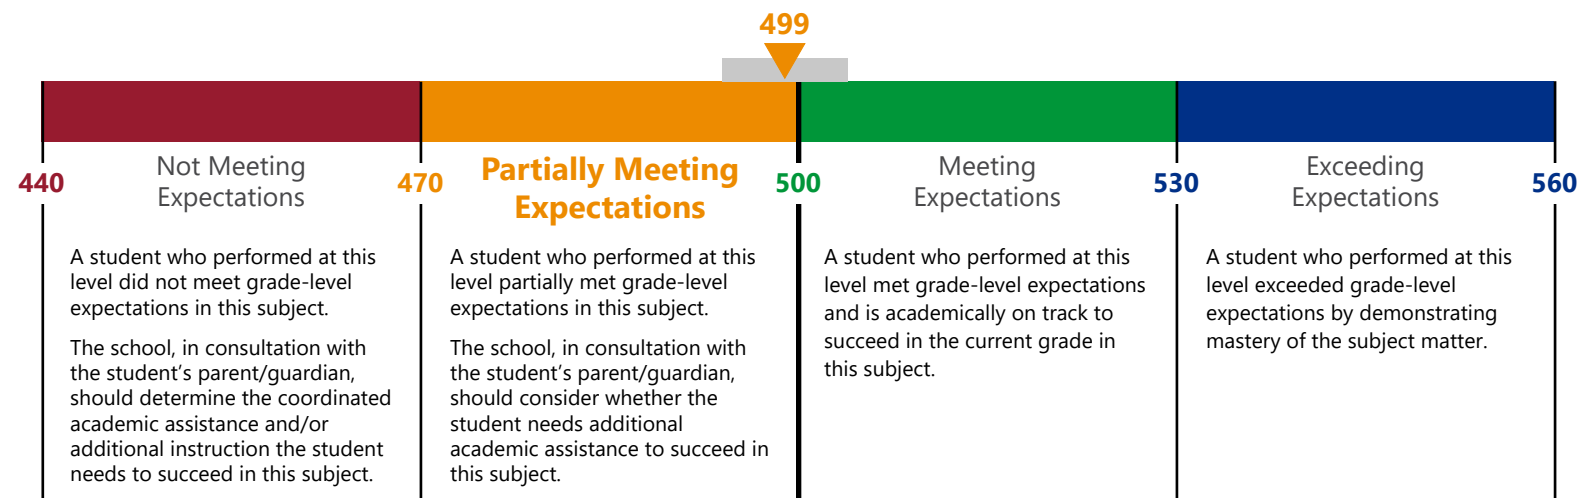 499
440
Not Meeting
Expectations
470
Partially Meeting
Expectations
500
Meeting
Expectations
530
Exceeding
Expectations
560
A student who performed at this
level did not meet grade-level
expectations in this subject.
The school, in consultation with
the student’s parent/guardian,
should determine the coordinated
academic assistance and/or
additional instruction the student
needs to succeed in this subject.
A student who performed at this
level partially met grade-level
expectations in this subject.
The school, in consultation with
the student’s parent/guardian,
should consider whether the
student needs additional
academic assistance to succeed in
this subject.
A student who performed at this
level met grade-level expectations
and is academically on track to
succeed in the current grade in
this subject.
A student who performed at this
level exceeded grade-level
expectations by demonstrating
mastery of the subject matter.